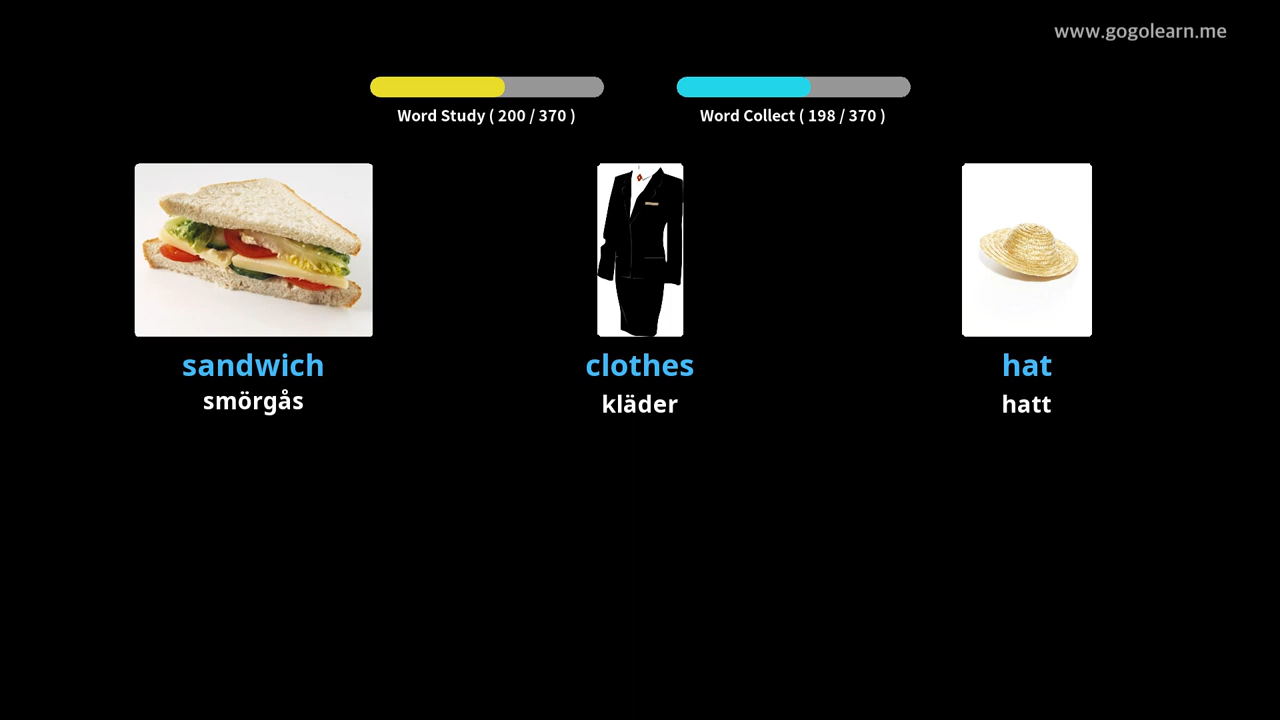 www.gogolearn.me
Word Study ( 200 / 370 )
Word Collect ( 198 / 370 )
sandwich
smörgås
clothes
kläder
hat
hatt